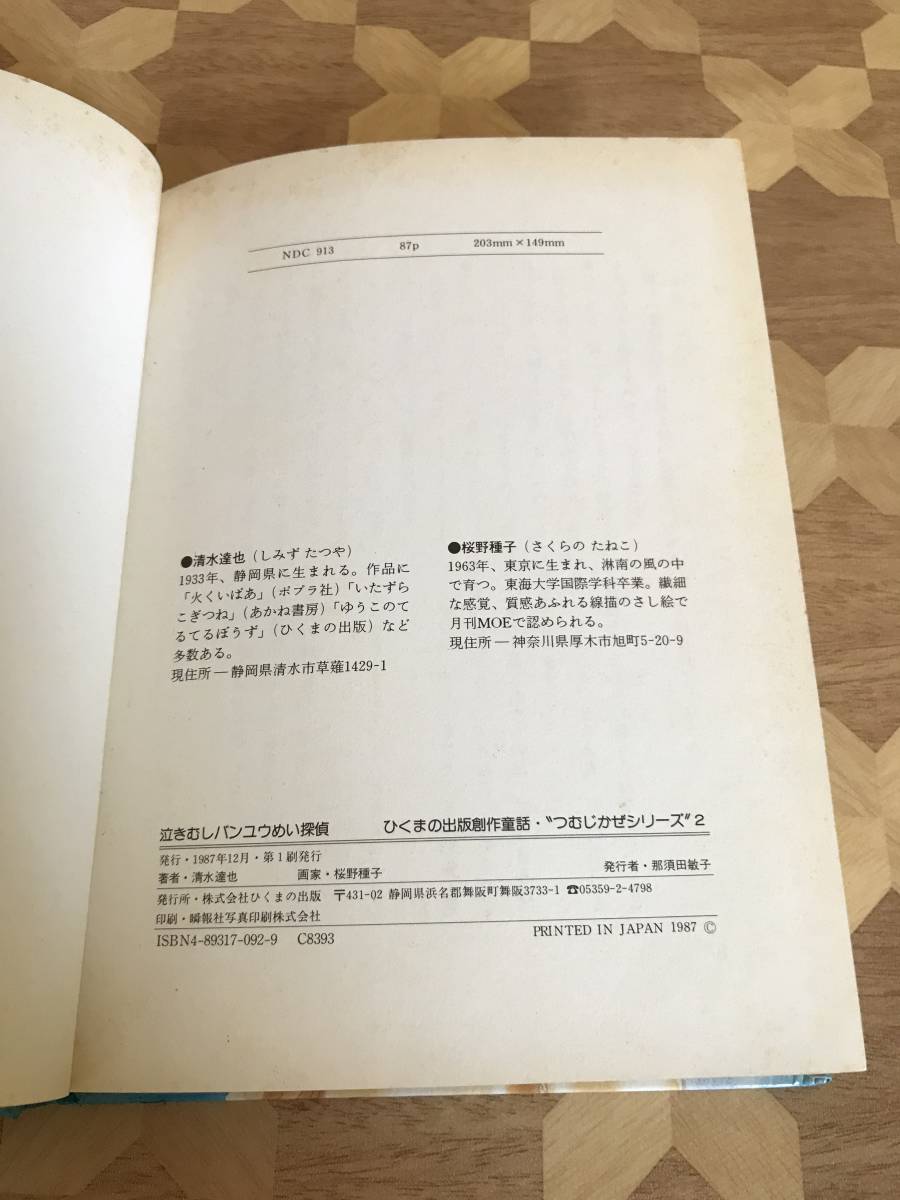 NDC 913 87p 203mm×149mm
●清水達也（しみず たつや）
1933年、静岡県に生まれる。作品に
「火くいばあ」（ポプラ社）「いたずら
こぎつね」（あかね書房）「ゆうこのて
るてるぼうず」（ひくまの出版）など
多数ある。
現住所―静岡県清水市草薙1429-1
●桜野種子（さくらの たねこ）
1963年、東京に生まれ、淋南の風の中
で育つ。東海大学国際学科卒業。繊細
な感覚、質感あふれる線描のさし絵で
月刊MOEで認められる。
現住所―神奈川県厚木市旭町5-20-9
泣きむしバンユウめい探偵 ひくまの出版創作童話・〝つむじかぜシリーズ〟2
発行・1987年12月・第1刷発行
著者・清水達也 画家・桜野種子 発行者・那須田敏子
発行所・株式会社ひくまの出版 〒431-02 静岡県浜名郡舞阪町舞阪3733-1 ☎05359-2-4798
印刷・瞬報社写真印刷株式会社
ISBN4-89317-092-9 C8393 PRINTED IN JAPAN 1987 ©